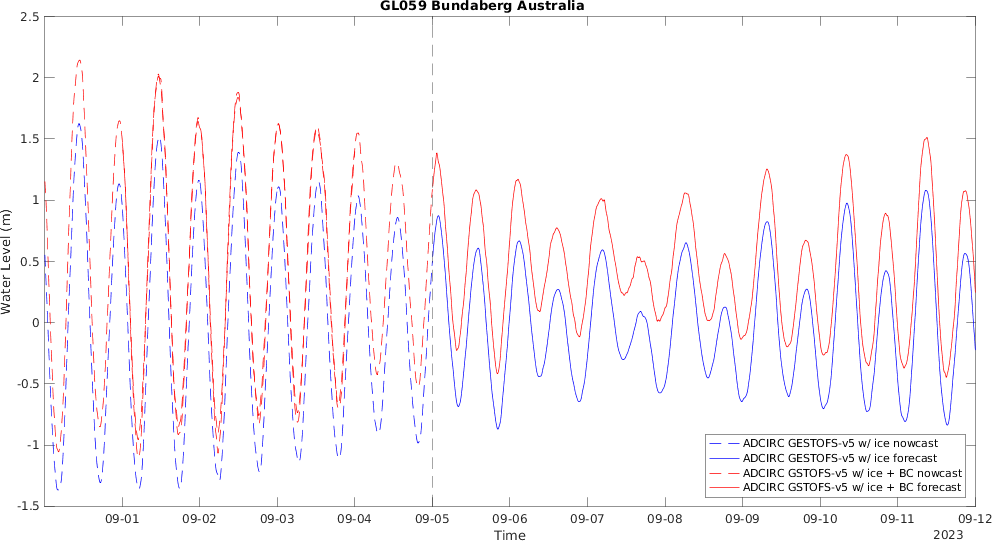 GL059 Bundaberg Australia
Water Level (m)
2.5
2
1.5
1
0.5
0
-0.5
-1
-1.5
ADCIRC GESTOFS-v5 w/ ice nowcast
ADCIRC GESTOFS-v5 w/ ice forecast
ADCIRC GSTOFS-v5 w/ ice + BC nowcast
ADCIRC GSTOFS-v5 w/ ice + BC forecast
09-01 09-02 09-03 09-04 09-05 09-06 09-07 09-08 09-09 09-10 09-11 09-12
Time
2023